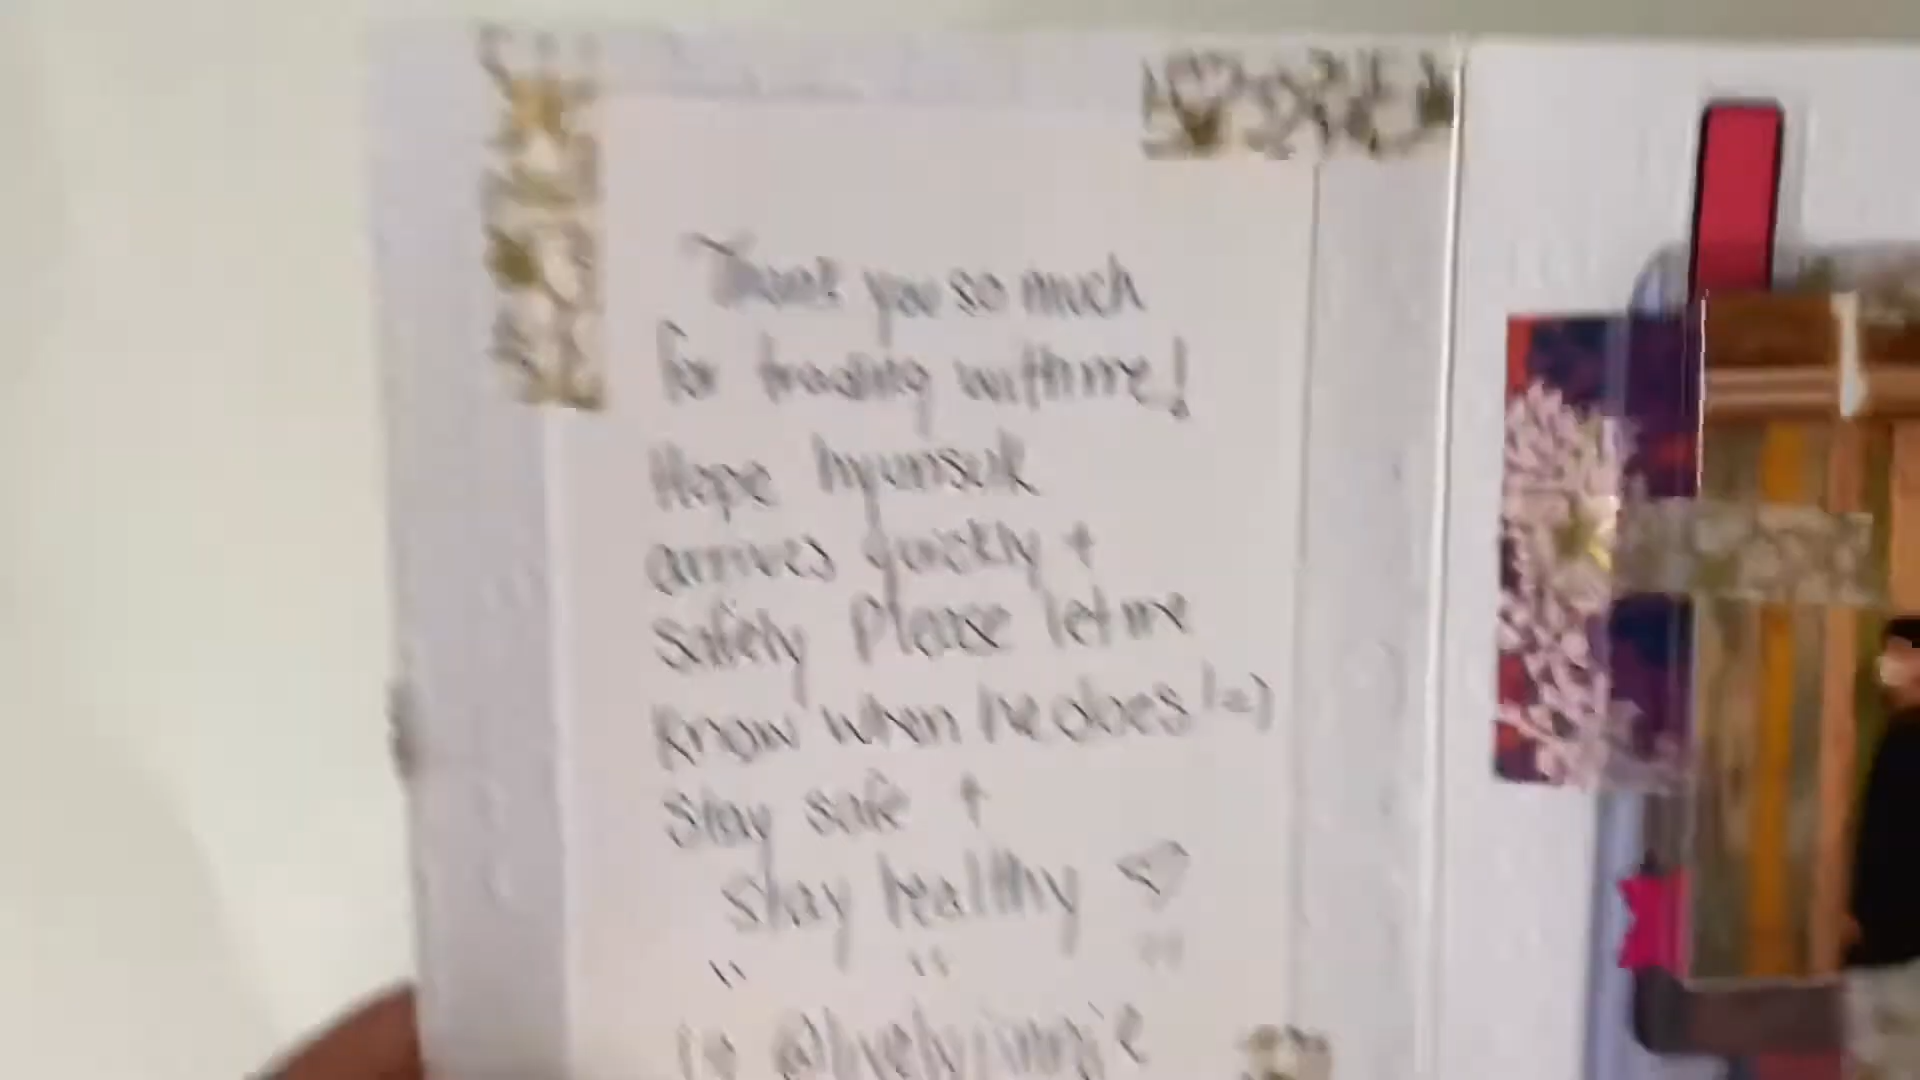 Thank you so much
for trading with me!
Hope hyunsuk
arrives quickly +
safely Please let me
know when he does! =)
Stay safe +
Stay healthy ♡
" " "